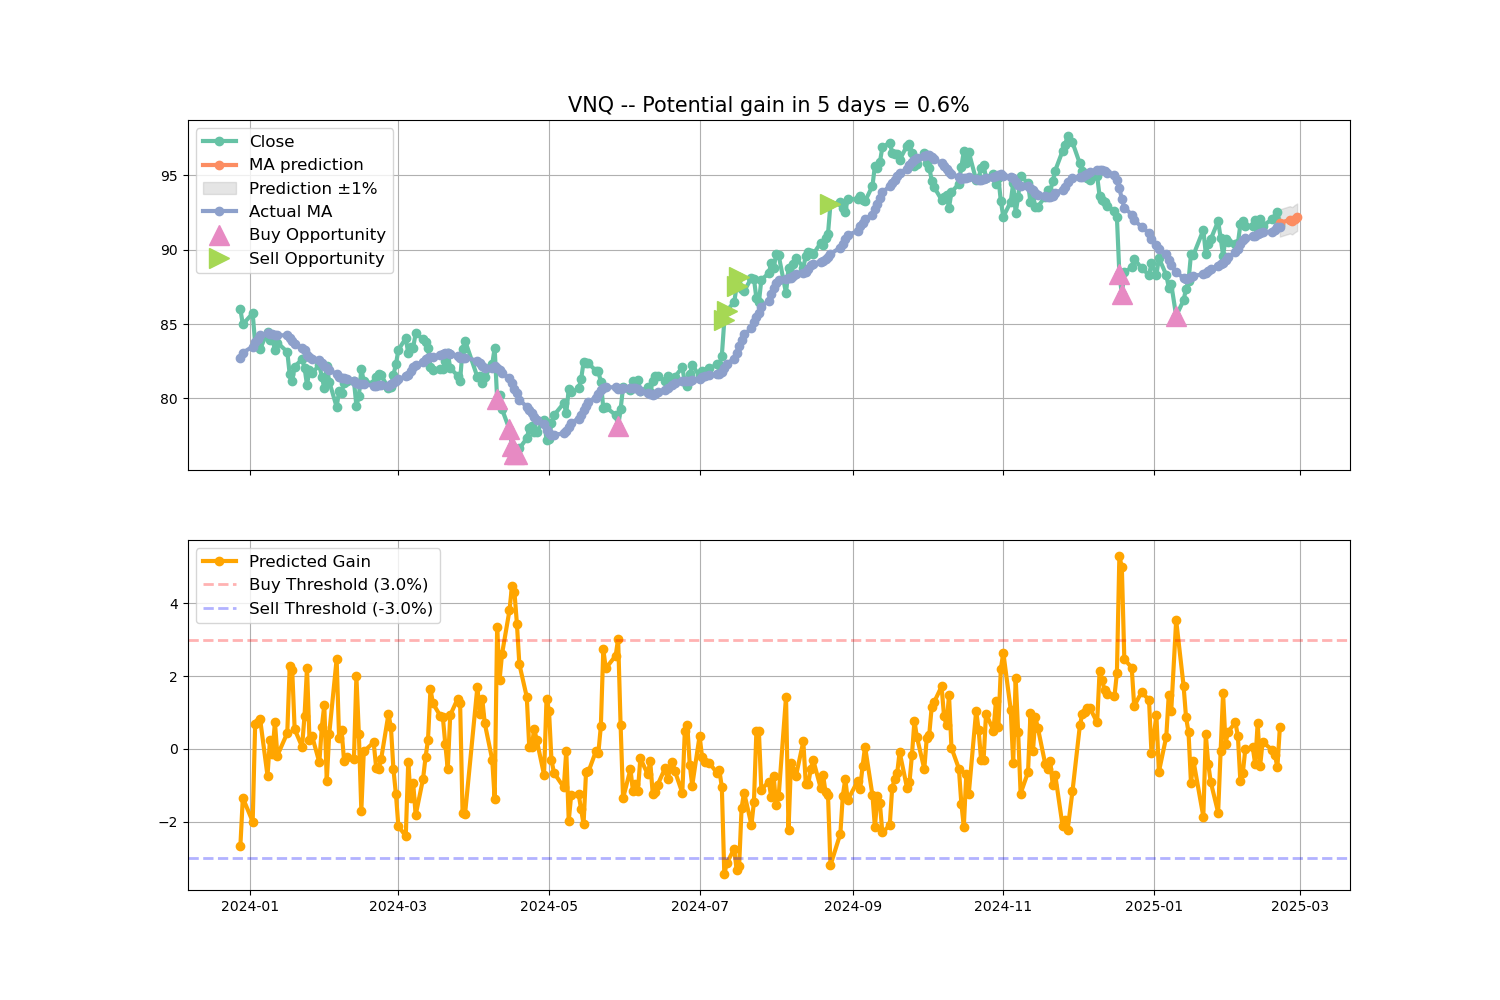 VNQ -- Potential gain in 5 days = 0.6%
Close
MA prediction
Prediction ±1%
Actual MA
Buy Opportunity
Sell Opportunity
95
90
85
80
Predicted Gain
Buy Threshold (3.0%)
Sell Threshold (-3.0%)
4
2
0
−2
2024-01
2024-03
2024-05
2024-07
2024-09
2024-11
2025-01
2025-03